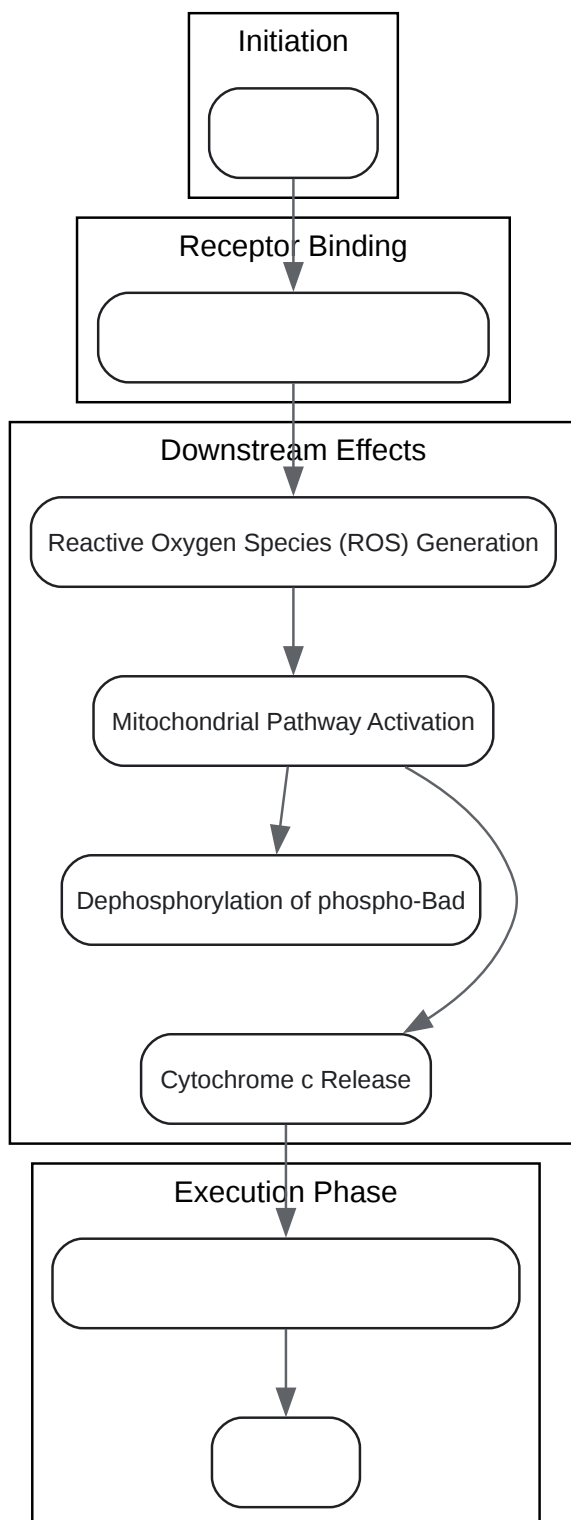 Initiation
Receptor Binding
Downstream Effects
Reactive Oxygen Species (ROS) Generation
Mitochondrial Pathway Activation
Dephosphorylation of phospho-Bad
Cytochrome c Release
Execution Phase